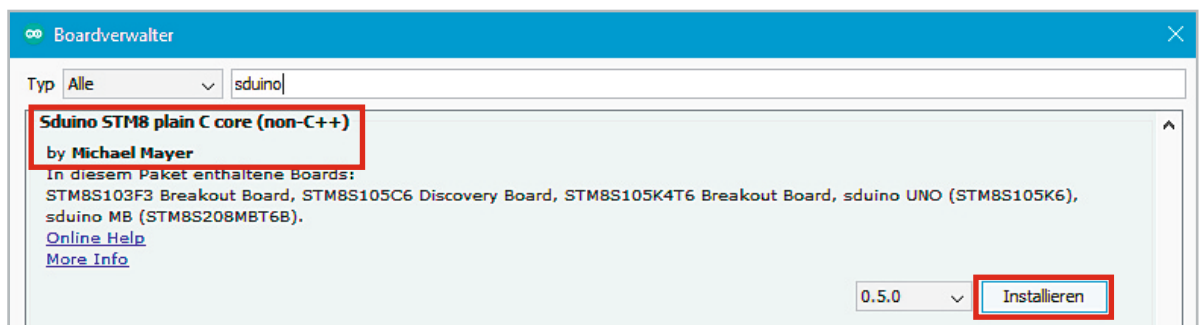 Boardverwalter
Typ Alle sduino
Sduino STM8 plain C core (non-C++)
by Michael Mayer
In diesem Paket enthaltene Boards:
STM8S103F3 Breakout Board, STM8S105C6 Discovery Board, STM8S105K4T6 Breakout Board, sduino UNO (STM8S105K6),
sduino MB (STM8S208MBT6B).
Online Help
More Info
0.5.0 Installieren